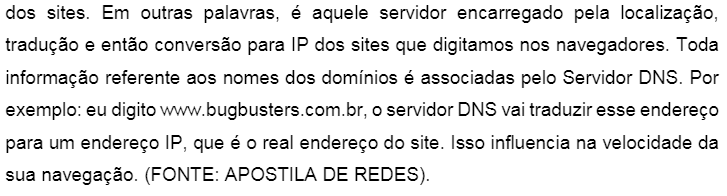 dos sites. Em outras palavras, é aquele servidor encarregado pela localização,
tradução e então conversão para IP dos sites que digitamos nos navegadores. Toda
informação referente aos nomes dos domínios é associadas pelo Servidor DNS. Por
exemplo: eu digito www.bugbusters.com.br, o servidor DNS vai traduzir esse endereço
para um endereço IP, que é o real endereço do site. Isso influencia na velocidade da
sua navegação. (FONTE: APOSTILA DE REDES).